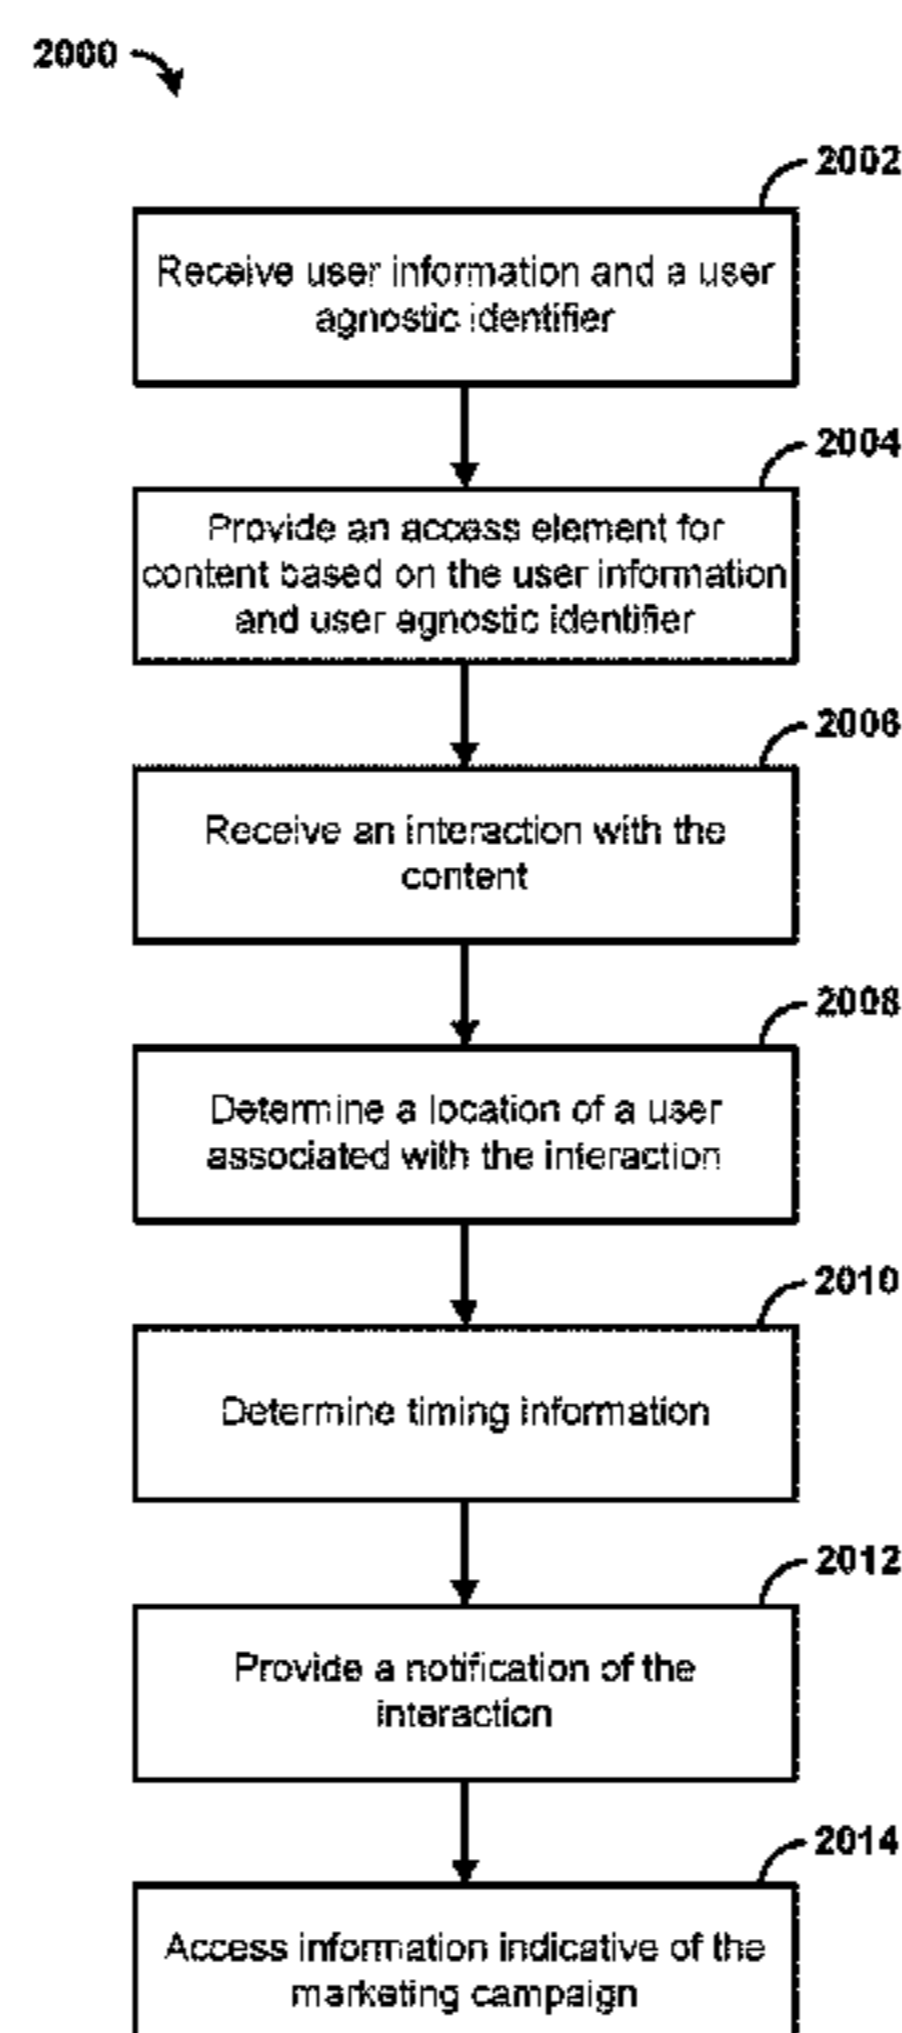 2000
2002
Receive user information and a user
agnostic identifier
2004
Provide an access element for
content based on the user information
and user agnostic identifier
2006
Receive an interaction with the
content
2008
Determine a location of a user
associated with the interaction
2010
Determine timing information
2012
Provide a notification of the
interaction
2014
Access information indicative of the
marketing campaign